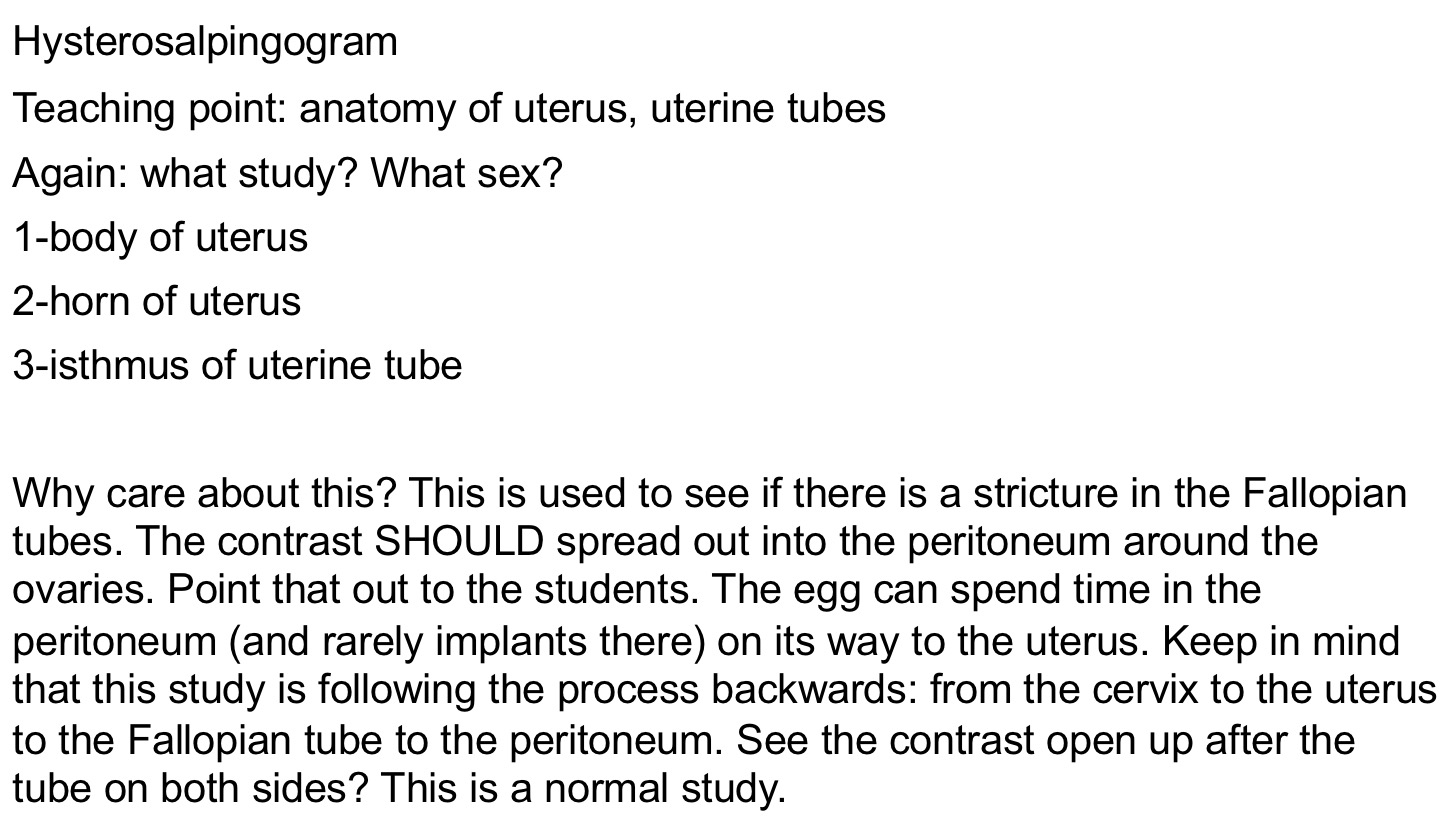 Hysterosalpingogram
Teaching point: anatomy of uterus, uterine tubes
Again: what study? What sex?
1-body of uterus
2-horn of uterus
3-isthmus of uterine tube
Why care about this? This is used to see if there is a stricture in the Fallopian
tubes. The contrast SHOULD spread out into the peritoneum around the
ovaries. Point that out to the students. The egg can spend time in the
peritoneum (and rarely implants there) on its way to the uterus. Keep in mind
that this study is following the process backwards: from the cervix to the uterus
to the Fallopian tube to the peritoneum. See the contrast open up after the
tube on both sides? This is a normal study.